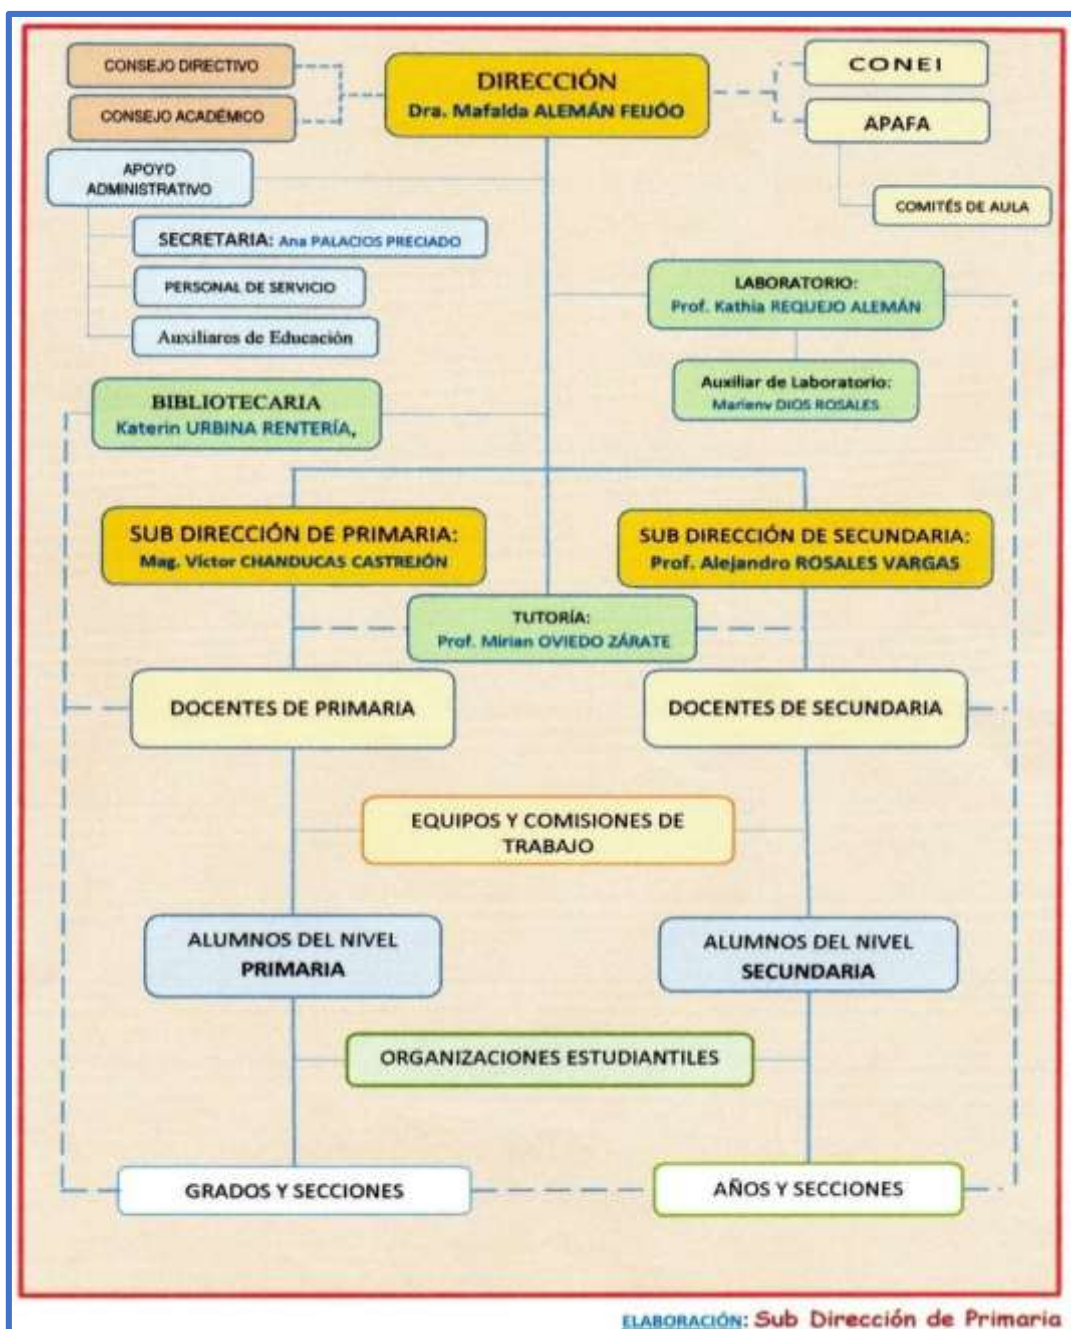 CONSEJO DIRECTIVO
CONSEJO ACADÉMICO
DIRECCIÓN
Dra. Mafalda ALEMÁN FEIJÓO
CONEI
APAFA
COMITÉS DE AULA
APOYO
ADMINISTRATIVO
SECRETARIA: Ana PALACIOS PRECIADO
PERSONAL DE SERVICIO
Auxiliares de Educación
LABORATORIO:
Prof. Kathia REQUEJO ALEMÁN
Auxiliar de Laboratorio:
Marleny DIOS ROSALES
BIBLIOTECARIA
Katerin URBINA RENTERÍA,
SUB DIRECCIÓN DE PRIMARIA:
Mag. Víctor CHANDUCAS CASTREJÓN
SUB DIRECCIÓN DE SECUNDARIA:
Prof. Alejandro ROSALES VARGAS
TUTORÍA:
Prof. Mirian OVIEDO ZÁRATE
DOCENTES DE PRIMARIA
DOCENTES DE SECUNDARIA
EQUIPOS Y COMISIONES DE
TRABAJO
ALUMNOS DEL NIVEL
PRIMARIA
ALUMNOS DEL NIVEL
SECUNDARIA
ORGANIZACIONES ESTUDIANTILES
GRADOS Y SECCIONES
AÑOS Y SECCIONES
ELABORACIÓN: Sub Dirección de Primaria